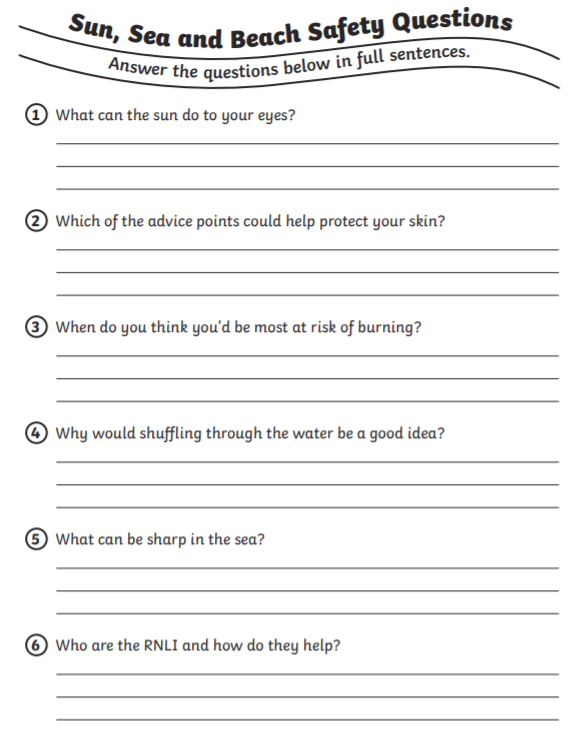 Sun, Sea and Beach Safety Questions
Answer the questions below in full sentences.
1 What can the sun do to your eyes?
2 Which of the advice points could help protect your skin?
3 When do you think you'd be most at risk of burning?
4 Why would shuffling through the water be a good idea?
5 What can be sharp in the sea?
6 Who are the RNLI and how do they help?